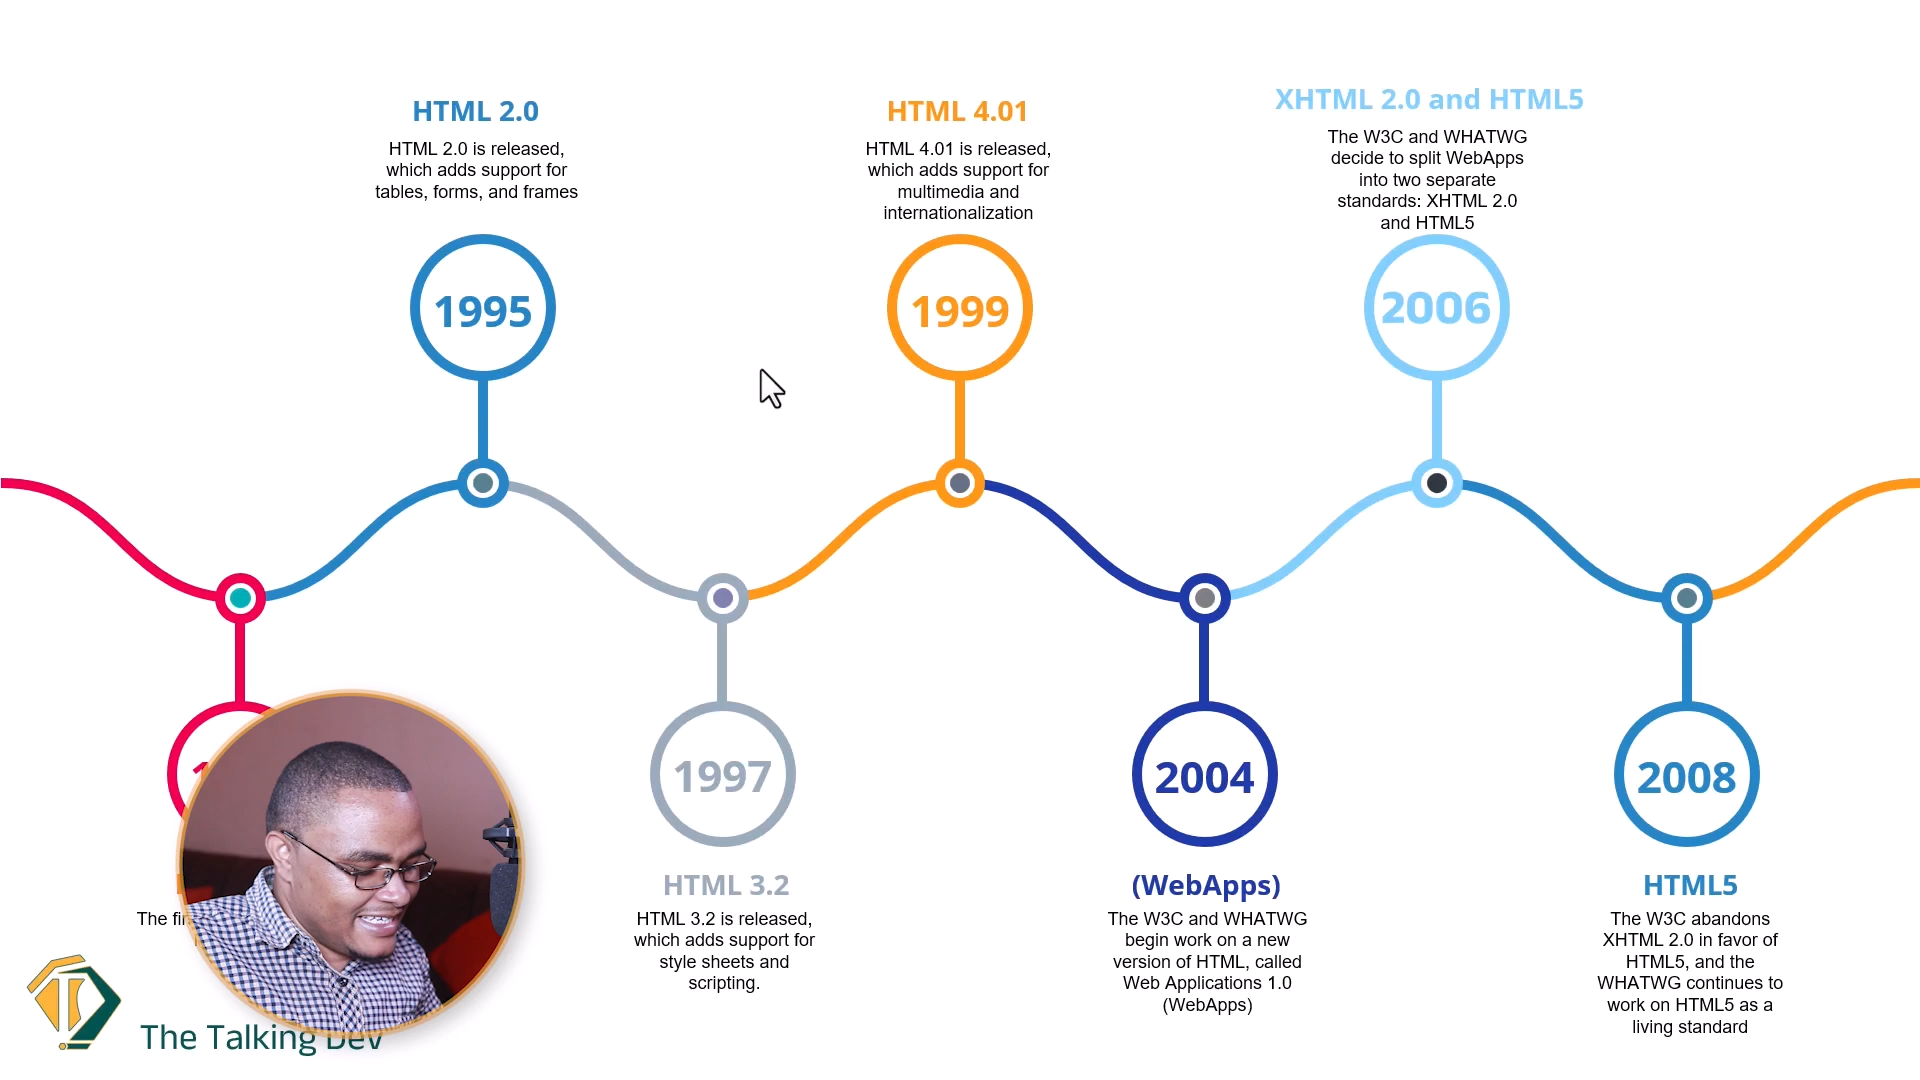 HTML 2.0
HTML 2.0 is released,
which adds support for
tables, forms, and frames
1995
HTML 4.01
HTML 4.01 is released,
which adds support for
multimedia and
internationalization
1999
XHTML 2.0 and HTML5
The W3C and WHATWG
decide to split WebApps
into two separate
standards: XHTML 2.0
and HTML5
2006
The
1997
HTML 3.2
HTML 3.2 is released,
which adds support for
style sheets and
scripting.
2004
(WebApps)
The W3C and WHATWG
begin work on a new
version of HTML, called
Web Applications 1.0
(WebApps)
2008
HTML5
The W3C abandons
XHTML 2.0 in favor of
HTML5, and the
WHATWG continues to
work on HTML5 as a
living standard
The Talking Dev